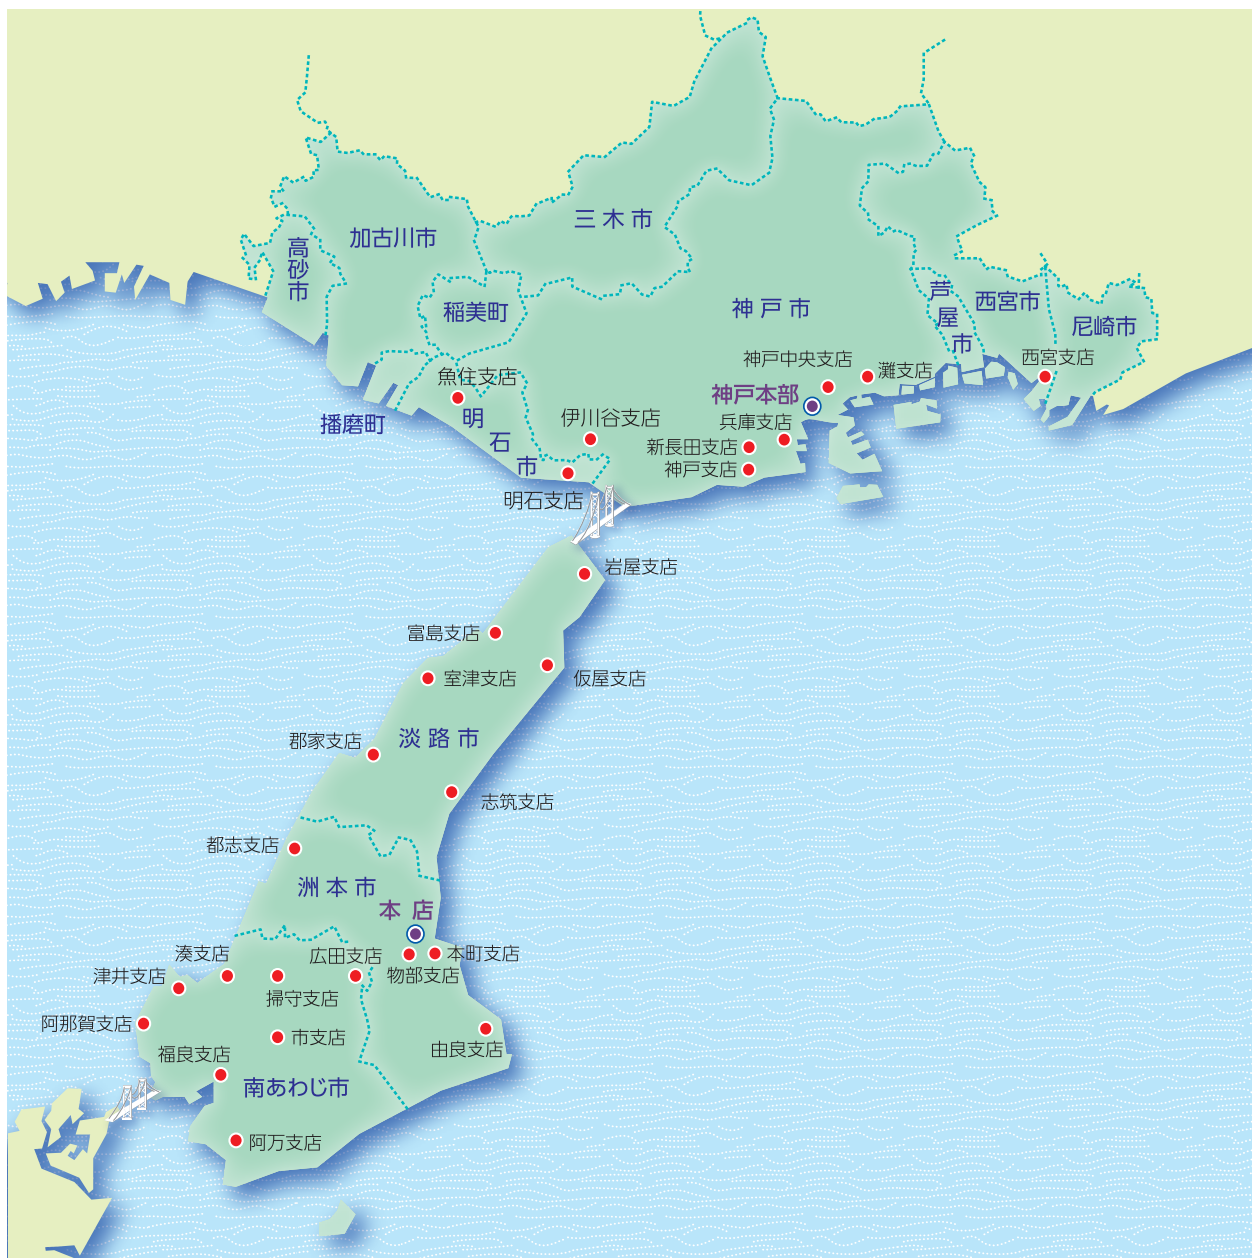 三木市
加古川市
高砂市
稲美町
神戸市
芦屋市
西宮市
尼崎市
西宮支店
神戸中央支店
灘支店
魚住支店
神戸本部
播磨町
明石市
伊川谷支店
兵庫支店
新長田支店
神戸支店
明石支店
岩屋支店
富島支店
室津支店
仮屋支店
郡家支店
淡路市
志筑支店
都志支店
洲本市
本店
湊支店
広田支店
本町支店
津井支店
物部支店
掃守支店
阿那賀支店
市支店
由良支店
福良支店
南あわじ市
阿万支店